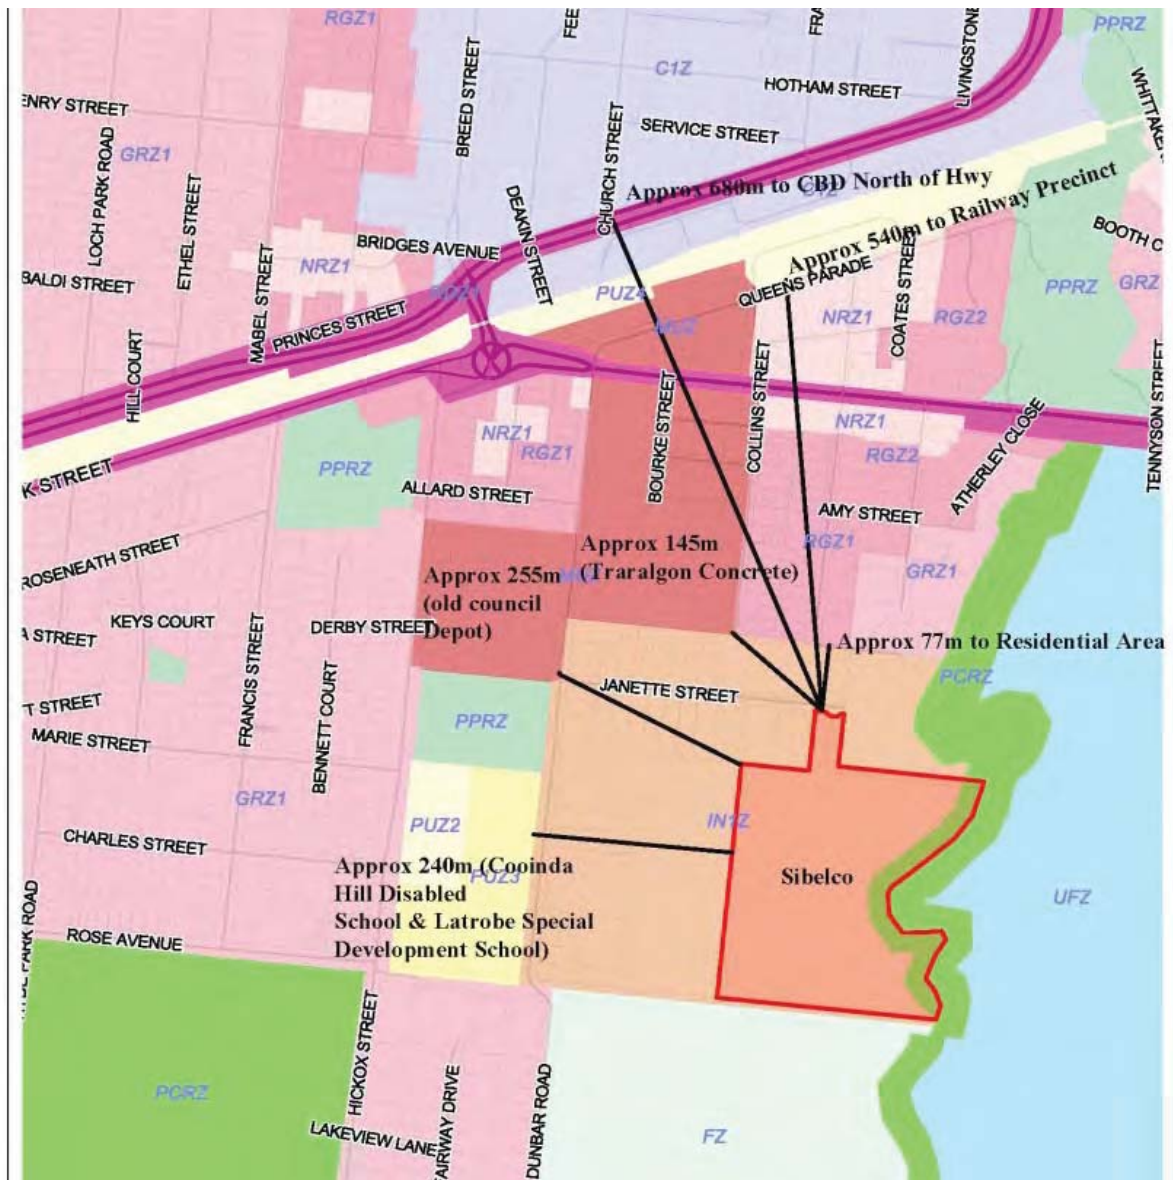 RGZ1
FEE
FRA
LIVINGSTONE
PPRZ
C1Z
HOTHAM STREET
ENRY STREET
BREED STREET
SERVICE STREET
WHITTAKER
LOCH PARK ROAD
GRZ1
CHURCH STREET
Approx 680m to CBD North of Hwy
ETHEL STREET
DEAKIN STREET
C1Z
Approx 540m to Railway Precinct
BRIDGES AVENUE
BOOTH C
MABEL STREET
NRZ1
BALDI STREET
PUZ4
QUEENS PARADE
COATES STREET
PPRZ
GRZ
PRINCES STREET
MUZ
NRZ1
RGZ2
HILL COURT
BOURKE STREET
COLLINS STREET
TENNYSON STREET
NRZ1
RGZ1
NRZ1
RGZ2
ATHERLEY CLOSE
K STREET
PPRZ
ALLARD STREET
AMY STREET
RGZ1
GRZ1
ROSENEATH STREET
Approx 145m
(Traralgon Concrete)
Approx 255m
(old council
Depot)
KEYS COURT
DERBY STREET
A STREET
FRANCIS STREET
Approx 77m to Residential Area
PCRZ
BENNETT COURT
JANETTE STREET
T STREET
PPRZ
MARIE STREET
GRZ1
PUZ2
IN1Z
CHARLES STREET
Approx 240m (Cooinda
PUZ3
Hill Disabled
School & Latrobe Special
Development School)
Sibelco
UFZ
ROSE AVENUE
HICKOX STREET
PCRZ
LAKEVIEW LANE
AIRWAY DRIVE
DUNBAR ROAD
FZ